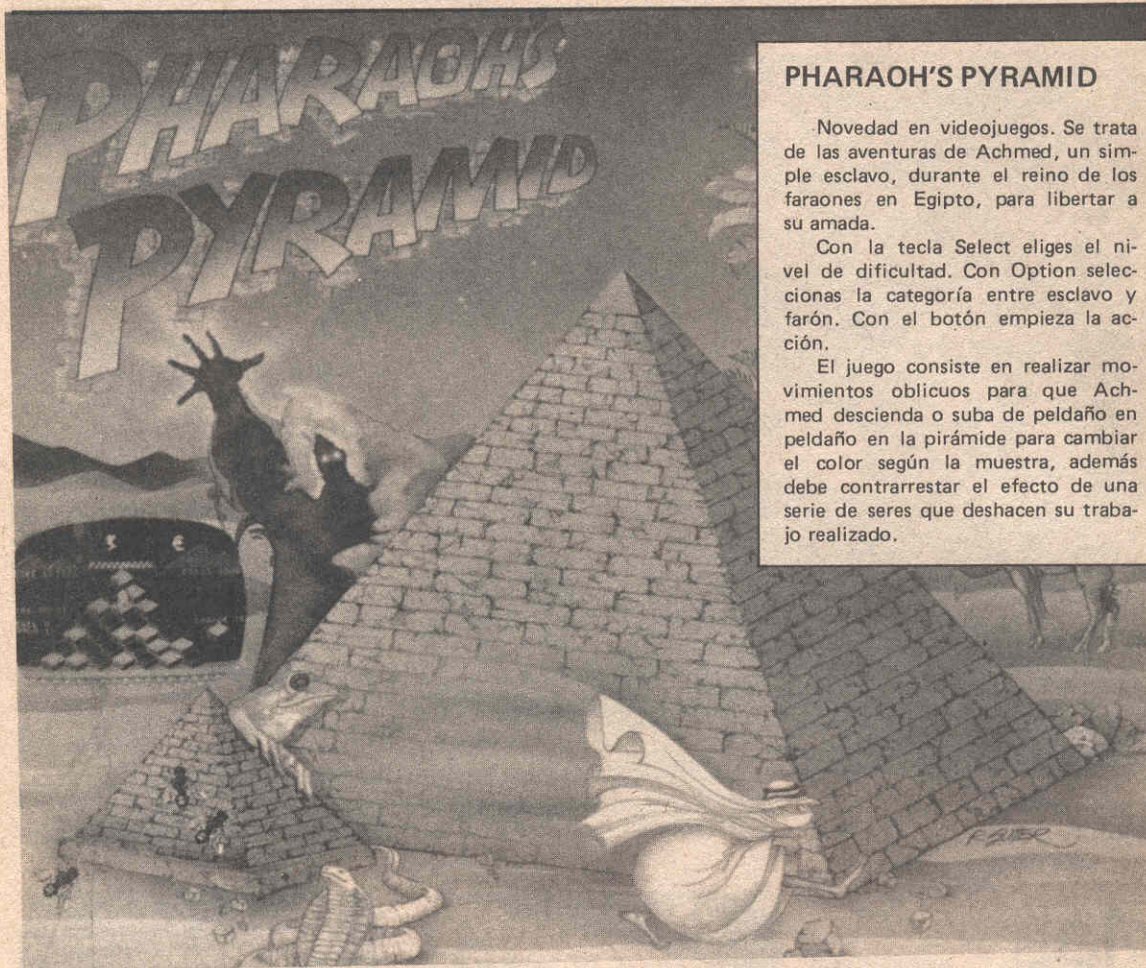 PHARAOH'S
PYRAMID
PHARAOH'S PYRAMID
Novedad en videojuegos. Se trata
de las aventuras de Achmed, un sim-
ple esclavo, durante el reino de los
faraones en Egipto, para libertar a
su amada.
Con la tecla Select eliges el ni-
vel de dificultad. Con Option selec-
cionas la categoría entre esclavo y
farón. Con el botón empieza la ac-
ción.
El juego consiste en realizar mo-
vimientos oblicuos para que Ach-
med descienda o suba de peldaño en
peldaño en la pirámide para cambiar
el color según la muestra, además
debe contrarrestar el efecto de una
serie de seres que deshacen su traba-
jo realizado.